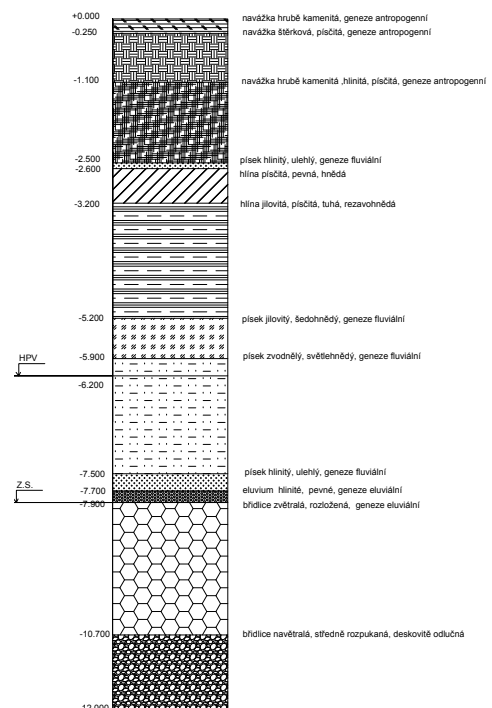 +0.000 navážka hrubě kamenitá, geneze antropogenní
-0.250 navážka štěrková, písčitá, geneze antropogenní
-1.100 navážka hrubě kamenitá ,hlinitá, písčitá, geneze antropogenní
-2.500 písek hlinitý, ulehlý, geneze fluviální
-2.600 hlína písčitá, pevná, hnědá
-3.200 hlína jílovitá, písčitá, tuhá, rezavohnědá
-5.200 písek jílovitý, šedohnědý, geneze fluviální
-5.900 písek zvodnělý, světlehnědý, geneze fluviální
HPV
-6.200
-7.500 písek hlinitý, ulehlý, geneze fluviální
Z.S.
-7.700 eluvium hlinité, pevné, geneze eluviální
-7.900 břidlice zvětralá, rozložená, geneze eluviální
-10.700 břidlice navětralá, středně rozpukaná, deskovitě odlučná
-12.000